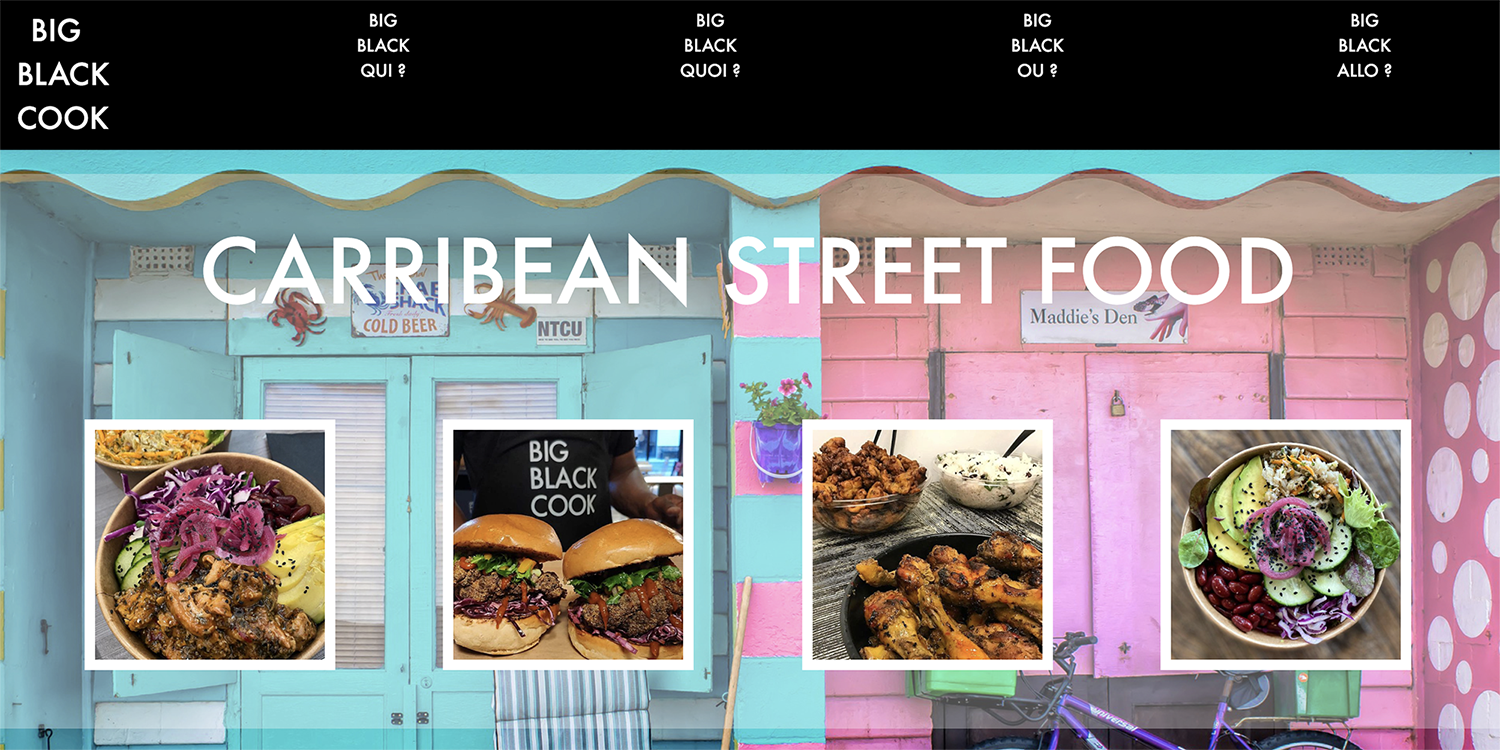 BIG
BLACK
COOK
BIG
BLACK
QUI ?
BIG
BLACK
QUOI ?
BIG
BLACK
OU ?
BIG
BLACK
ALLO ?
CARRIBEAN STREET FOOD
SHACK
COLD BEER
NTCU
Maddie's Den
BIG
BLACK
COOK
universal